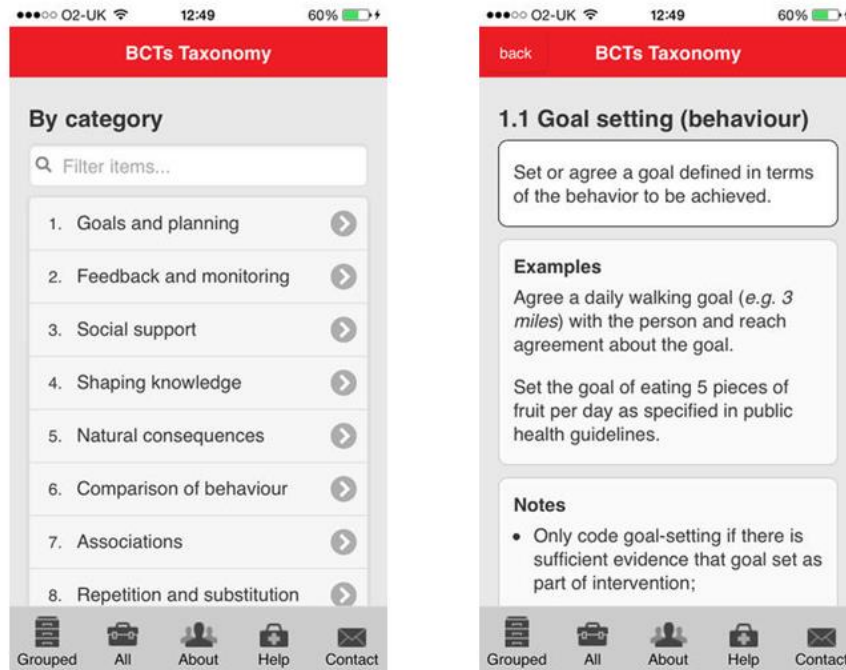 O2-UK 12:49 60%
BCTs Taxonomy
By category
Filter items...
1. Goals and planning
2. Feedback and monitoring
3. Social support
4. Shaping knowledge
5. Natural consequences
6. Comparison of behaviour
7. Associations
8. Repetition and substitution
Grouped All About Help Contact
O2-UK 12:49 60%
back BCTs Taxonomy
1.1 Goal setting (behaviour)
Set or agree a goal defined in terms
of the behavior to be achieved.
Examples
Agree a daily walking goal (e.g. 3
miles) with the person and reach
agreement about the goal.
Set the goal of eating 5 pieces of
fruit per day as specified in public
health guidelines.
Notes
• Only code goal-setting if there is
sufficient evidence that goal set as
part of intervention;
Grouped All About Help Contact